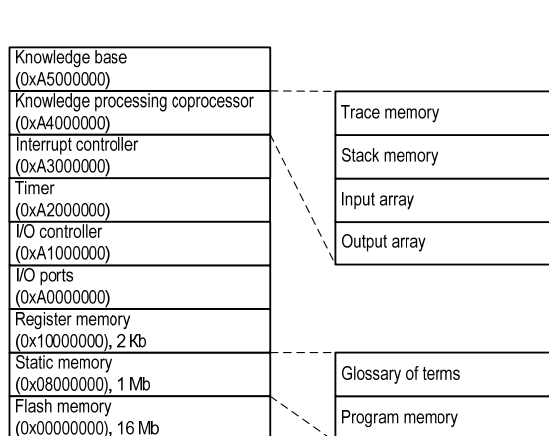 Knowledge base
(0xA5000000)
Knowledge processing coprocessor
(0xA4000000)
Interrupt controller
(0xA3000000)
Timer
(0xA2000000)
I/O controller
(0xA1000000)
I/O ports
(0xA0000000)
Register memory
(0x10000000), 2 Kb
Static memory
(0x08000000), 1 Mb
Flash memory
(0x00000000), 16 Mb
Trace memory
Stack memory
Input array
Output array
Glossary of terms
Program memory